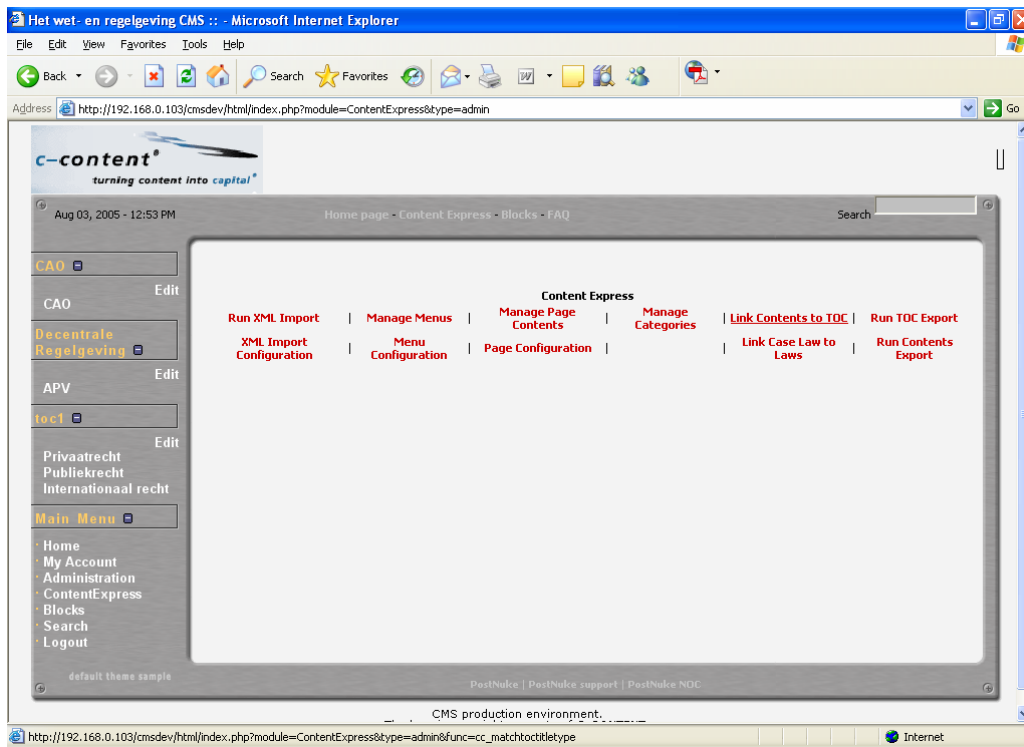 Het wet- en regelgeving CMS :: - Microsoft Internet Explorer
File Edit View Favorites Tools Help
Back Search Favorites
Address http://192.168.0.103/cmsdev/html/index.php?module=ContentExpress&type=admin Go
c-content®
turning content into capital®
Aug 03, 2005 - 12:53 PM Home page - Content Express - Blocks - FAQ Search
CAO
Edit
CAO
Decentrale
Regelgeving
Edit
APV
toc1
Edit
Privaatrecht
Publiekrecht
Internationaal recht
Main Menu
· Home
· My Account
· Administration
· ContentExpress
· Blocks
· Search
· Logout
default theme sample
Content Express
Run XML Import | Manage Menus | Manage Page Contents | Manage Categories | Link Contents to TOC | Run TOC Export
XML Import Configuration | Menu Configuration | Page Configuration | | Link Case Law to Laws | Run Contents Export
PostNuke | PostNuke support | PostNuke NOC
CMS production environment.
http://192.168.0.103/cmsdev/html/index.php?module=ContentExpress&type=admin&func=cc_matchtoctitletype Internet